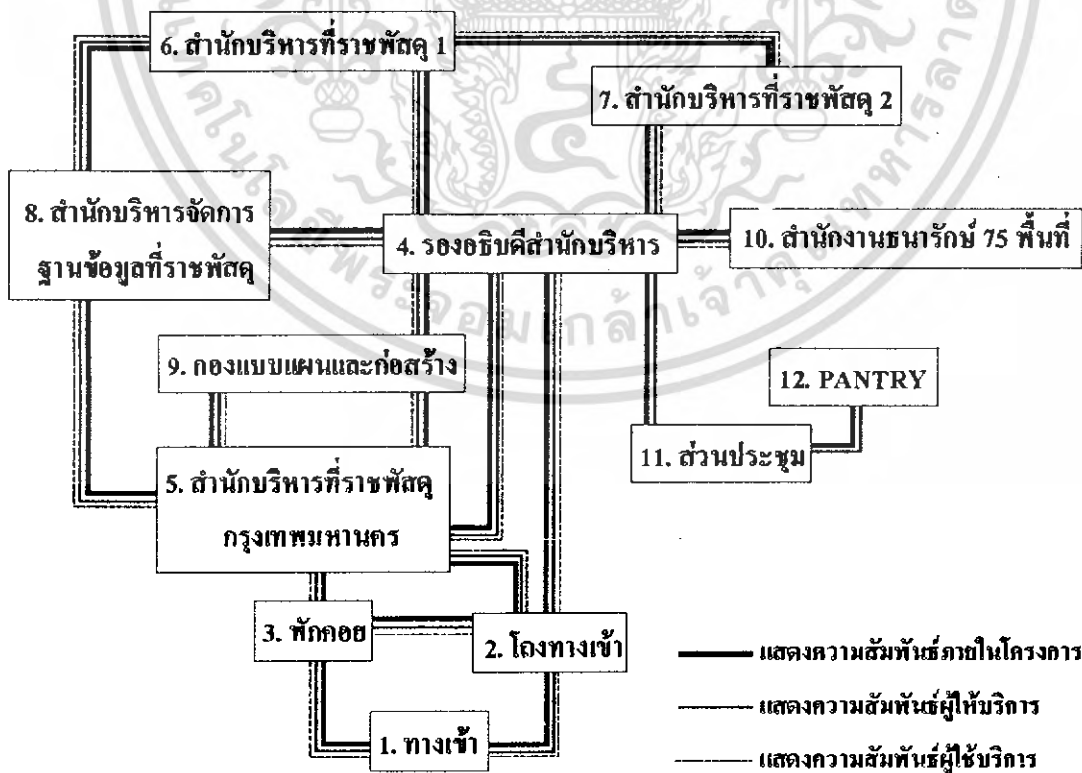 6. สำนักบริหารที่ราชพัสดุ 1
7. สำนักบริหารที่ราชพัสดุ 2
8. สำนักบริหารจัดการ
ฐานข้อมูลที่ราชพัสดุ
4. รองอธิบดีสำนักบริหาร
10. สำนักงานธนารักษ์ 75 พื้นที่
9. กองแบบแผนและก่อสร้าง
12. PANTRY
11. ส่วนประชุม
5. สำนักบริหารที่ราชพัสดุ
กรุงเทพมหานคร
3. พักคอย
2. โถงทางเข้า
1. ทางเข้า
แสดงความสัมพันธ์ภายในโครงการ
แสดงความสัมพันธ์ผู้ให้บริการ
แสดงความสัมพันธ์ผู้ใช้บริการ